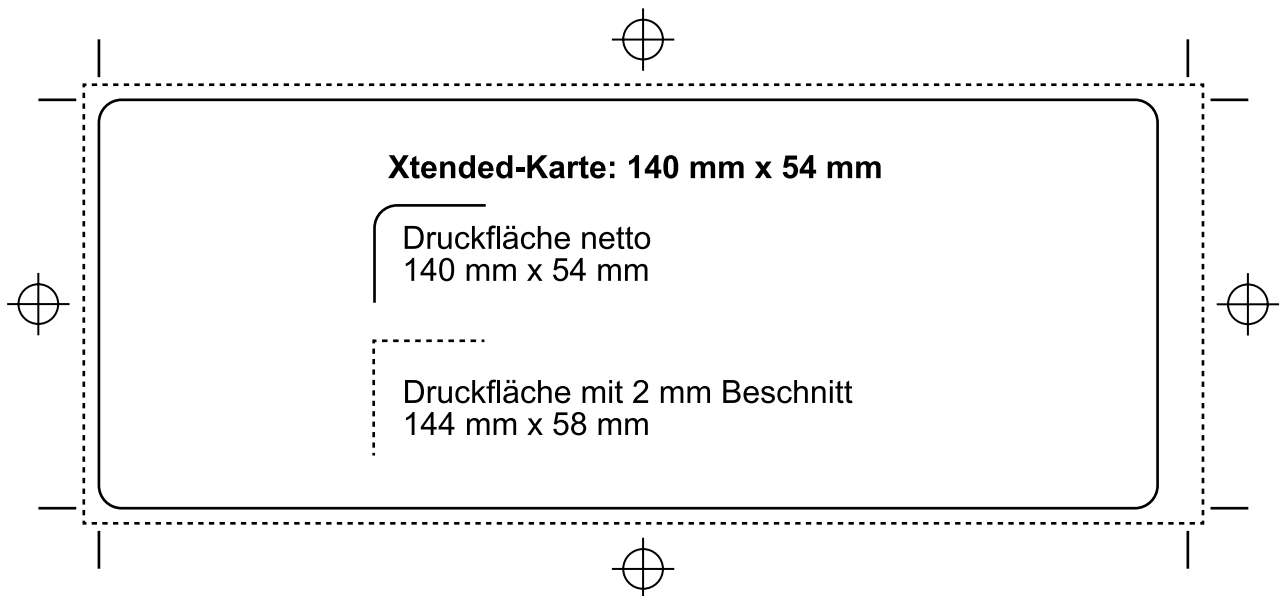 Xtended-Karte: 140 mm x 54 mm
Druckfläche netto
140 mm x 54 mm
Druckfläche mit 2 mm Beschnitt
144 mm x 58 mm